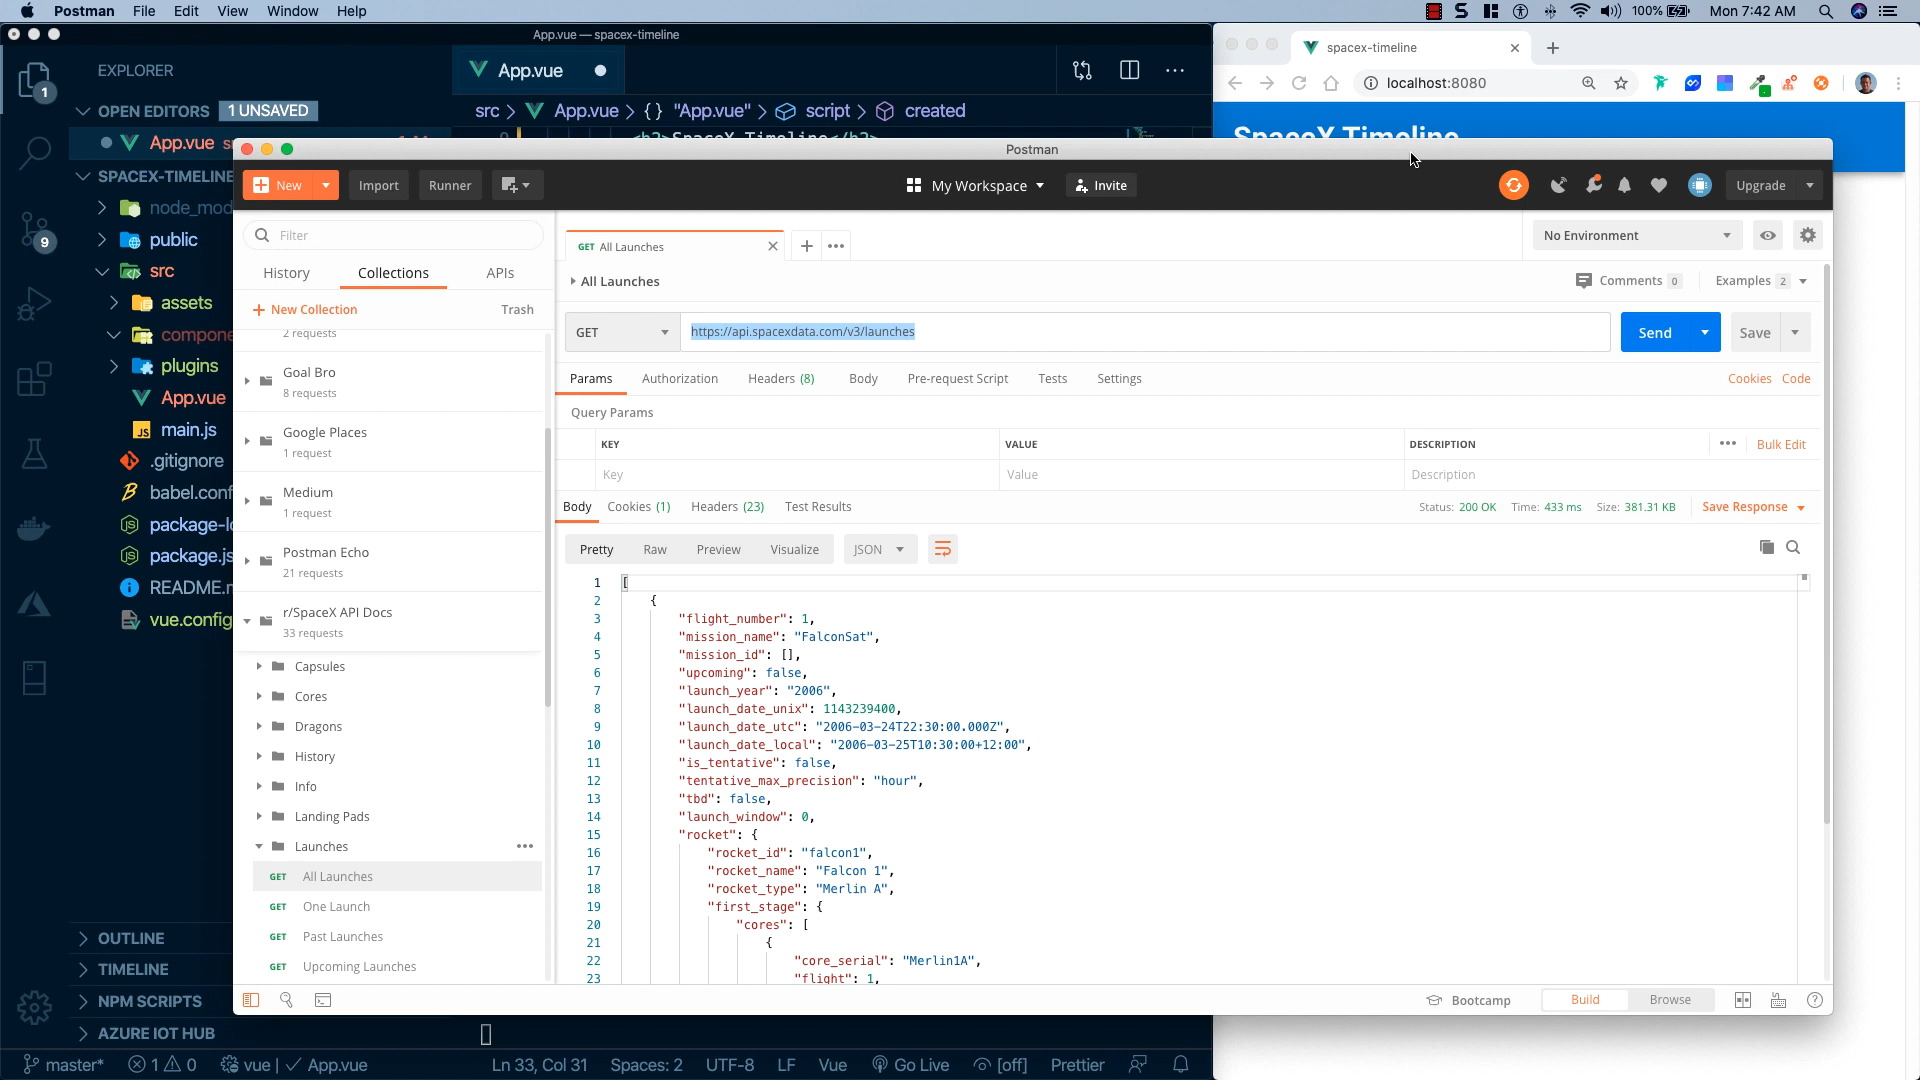 Postman File Edit View Window Help
100% Mon 7:42 AM
App.vue — spacex-timeline
spacex-timeline
EXPLORER
App.vue
localhost:8080
1
OPEN EDITORS 1 UNSAVED
src > App.vue > {} "App.vue" > script > created
<h2>SpaceX Timeline</h2>
SpaceX Timeline
App.vue
Postman
SPACEX-TIMELINE
New Import Runner My Workspace Invite Upgrade
node_mod
Filter
GET All Launches
No Environment
public
9
src
History Collections APIs
All Launches Comments 0 Examples 2
assets
New Collection Trash
compone
2 requests
GET https://api.spacexdata.com/v3/launches Send Save
plugins
Goal Bro
8 requests
Params Authorization Headers (8) Body Pre-request Script Tests Settings Cookies Code
App.vue
Query Params
main.js
Google Places
1 request
KEY VALUE DESCRIPTION Bulk Edit
.gitignore
Key Value Description
babel.conf
Medium
1 request
Body Cookies (1) Headers (23) Test Results Status: 200 OK Time: 433 ms Size: 381.31 KB Save Response
package-l
Postman Echo
21 requests
Pretty Raw Preview Visualize JSON
package.js
README.m
vue.config
r/SpaceX API Docs
33 requests
Capsules
Cores
Dragons
History
Info
Landing Pads
Launches
GET All Launches
GET One Launch
GET Past Launches
GET Upcoming Launches
1 [
2 {
3 "flight_number": 1,
4 "mission_name": "FalconSat",
5 "mission_id": [],
6 "upcoming": false,
7 "launch_year": "2006",
8 "launch_date_unix": 1143239400,
9 "launch_date_utc": "2006-03-24T22:30:00.000Z",
10 "launch_date_local": "2006-03-25T10:30:00+12:00",
11 "is_tentative": false,
12 "tentative_max_precision": "hour",
13 "tbd": false,
14 "launch_window": 0,
15 "rocket": {
16 "rocket_id": "falcon1",
17 "rocket_name": "Falcon 1",
18 "rocket_type": "Merlin A",
19 "first_stage": {
20 "cores": [
21 {
22 "core_serial": "Merlin1A",
23 "flight": 1,
OUTLINE
TIMELINE
NPM SCRIPTS
AZURE IOT HUB
Bootcamp Build Browse
master* 1 0 vue | App.vue Ln 33, Col 31 Spaces: 2 UTF-8 LF Vue Go Live [off] Prettier